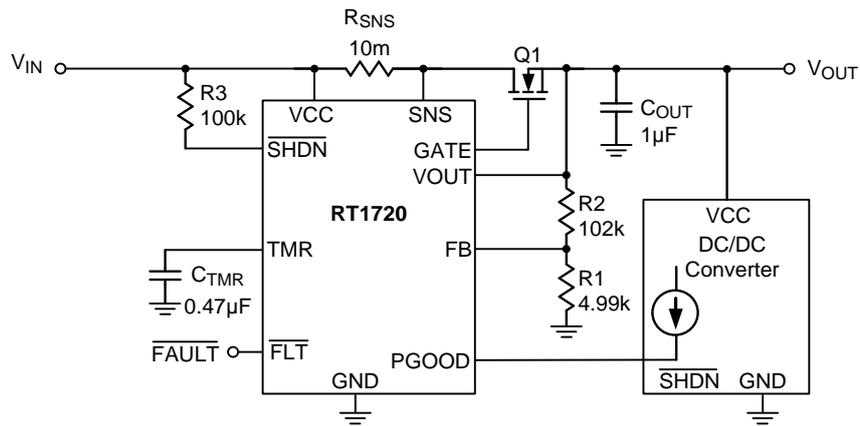 RSNS
10m
Q1
VIN
VOUT
R3
100k
VCC
SNS
COUT
1µF
SHDN
GATE
VOUT
RT1720
R2
102k
VCC
DC/DC
Converter
TMR
FB
CTMR
0.47µF
R1
4.99k
FAULT
FLT
PGOOD
GND
SHDN
GND